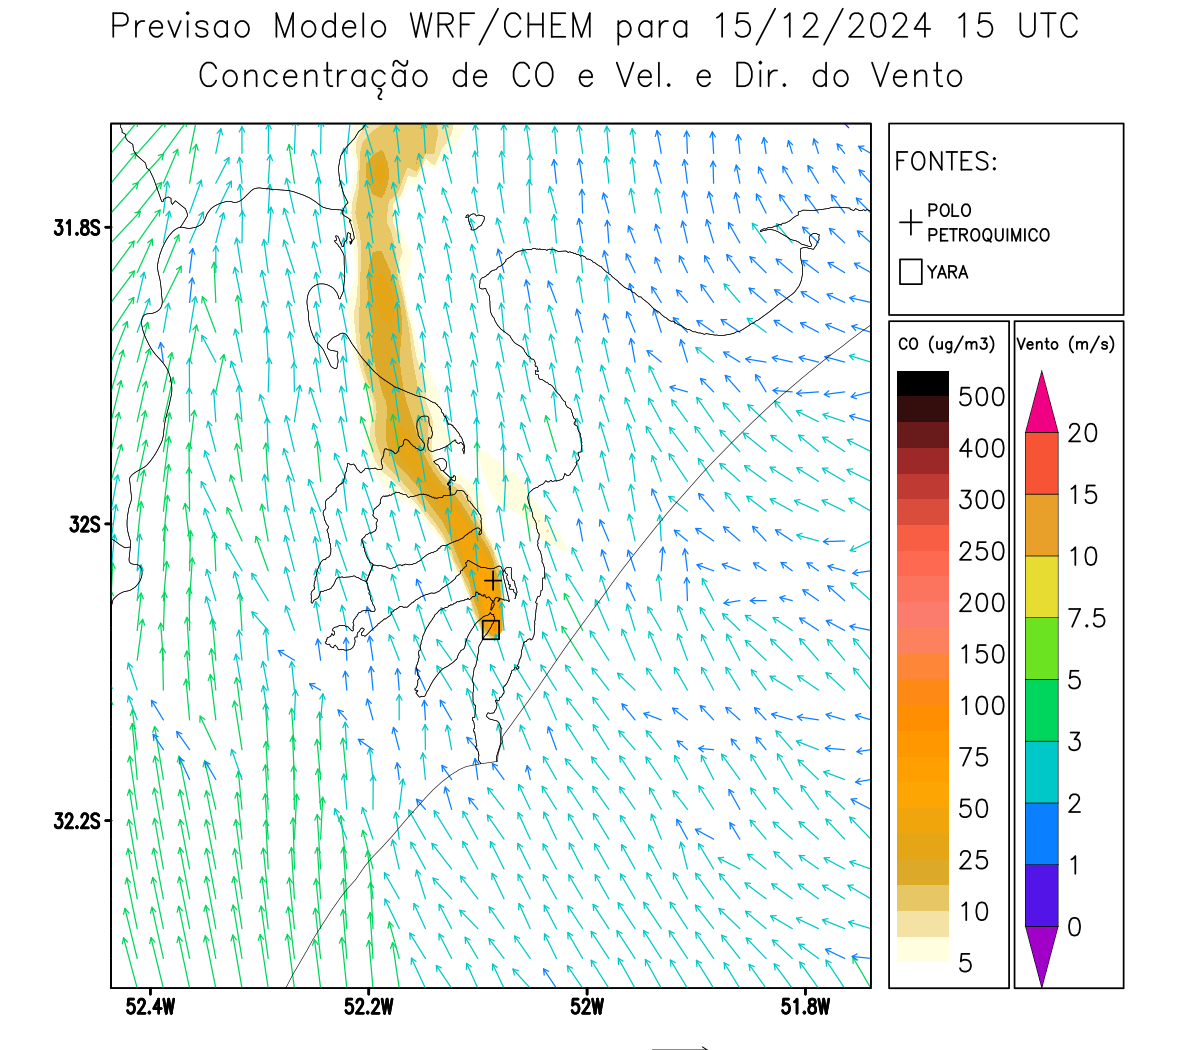 Previsao Modelo WRF/CHEM para 15/12/2024 15 UTC
Concentração de CO e Vel. e Dir. do Vento
FONTES:
POLO
PETROQUIMICO
YARA
CO (ug/m3)
500
400
300
250
200
150
100
75
50
25
10
5
Vento (m/s)
20
15
10
7.5
5
3
2
1
0
31.8S
32S
32.2S
52.4W
52.2W
52W
51.8W